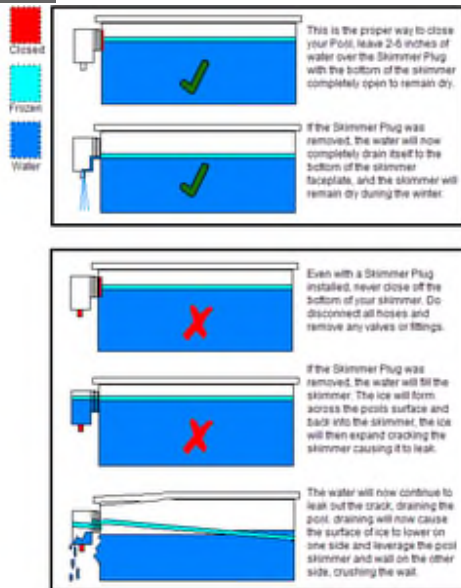 Closed
Frozen
Water
This is the proper way to close
your Pool, leave 2-6 inches of
water over the Skimmer Plug
with the bottom of the skimmer
completely open to remain dry.
If the Skimmer Plug was
removed, the water will now
completely drain itself to the
bottom of the skimmer
faceplate, and the skimmer will
remain dry during the winter.
Even with a Skimmer Plug
installed, never close off the
bottom of your skimmer. Do
disconnect all hoses and
remove any valves or fittings.
If the Skimmer Plug was
removed, the water will fill the
skimmer. The ice will form
across the pools surface and
back into the skimmer, the ice
will then expand cracking the
skimmer causing it to leak.
The water will now continue to
leak out the crack, draining the
pool, draining will now cause
the surface of ice to lower on
one side and leverage the pool
skimmer and wall on the other
side, crushing the wall.